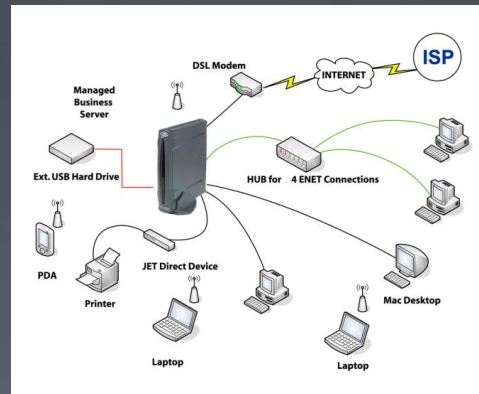 ISP
DSL Modem
INTERNET
Managed
Business
Server
Ext. USB Hard Drive
HUB for 4 ENET Connections
PDA
JET Direct Device
Printer
Mac Desktop
Laptop
Laptop